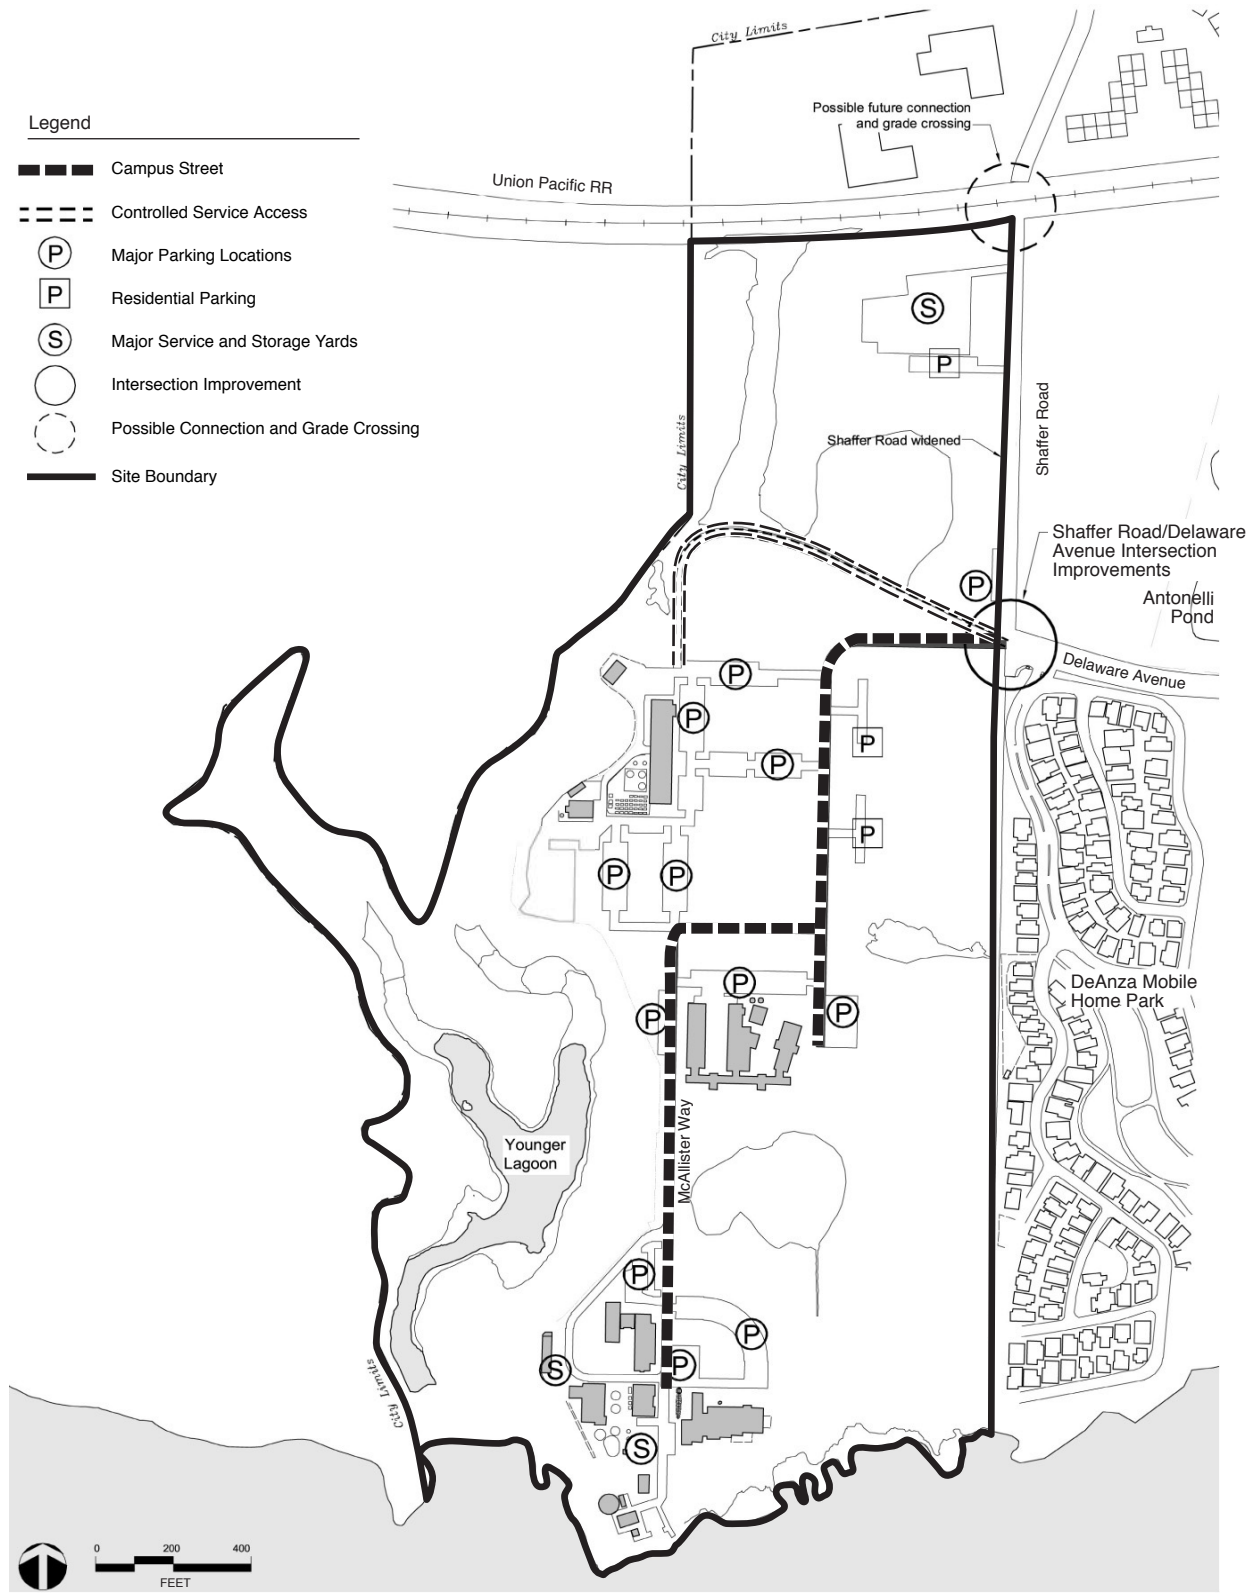 City Limits
Possible future connection
and grade crossing
Legend
Campus Street
Union Pacific RR
Controlled Service Access
P
Major Parking Locations
P
Residential Parking
S
Major Service and Storage Yards
Intersection Improvement
Possible Connection and Grade Crossing
Site Boundary
S
P
Shaffer Road
City Limits
Shaffer Road widened
Shaffer Road/Delaware
Avenue Intersection
Improvements
P
Antonelli
Pond
Delaware Avenue
P
P
P
P
P
P
P
DeAnza Mobile
Home Park
P
P
P
McAllister Way
Younger
Lagoon
P
P
P
S
City Limits
S
0 200 400
FEET